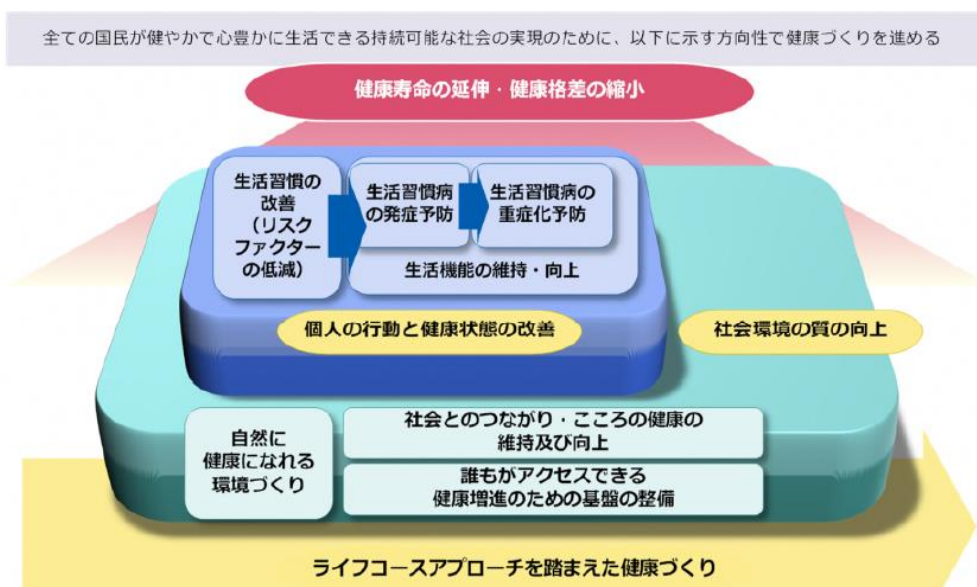 全ての国民が健やかで心豊かに生活できる持続可能な社会の実現のために、以下に示す方向性で健康づくりを進める
健康寿命の延伸・健康格差の縮小
生活習慣の
改善
（リスク
ファクター
の低減）
生活習慣病
の発症予防
生活習慣病の
重症化予防
生活機能の維持・向上
個人の行動と健康状態の改善
社会環境の質の向上
自然に
健康になれる
環境づくり
社会とのつながり・こころの健康の
維持及び向上
誰もがアクセスできる
健康増進のための基盤の整備
ライフコースアプローチを踏まえた健康づくり